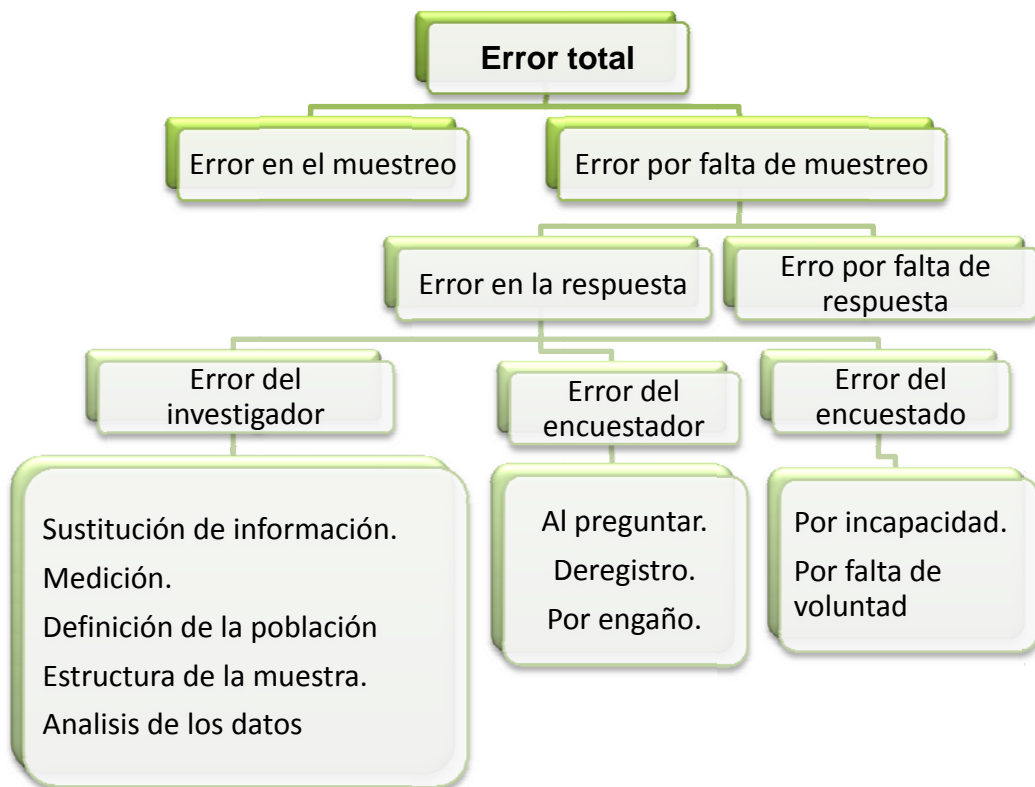 Error total
Error en el muestreo
Error por falta de muestreo
Error en la respuesta
Erro por falta de
respuesta
Error del
investigador
Error del
encuestador
Error del
encuestado
Sustitución de información.
Medición.
Definición de la población
Estructura de la muestra.
Analisis de los datos
Al preguntar.
Deregistro.
Por engaño.
Por incapacidad.
Por falta de
voluntad